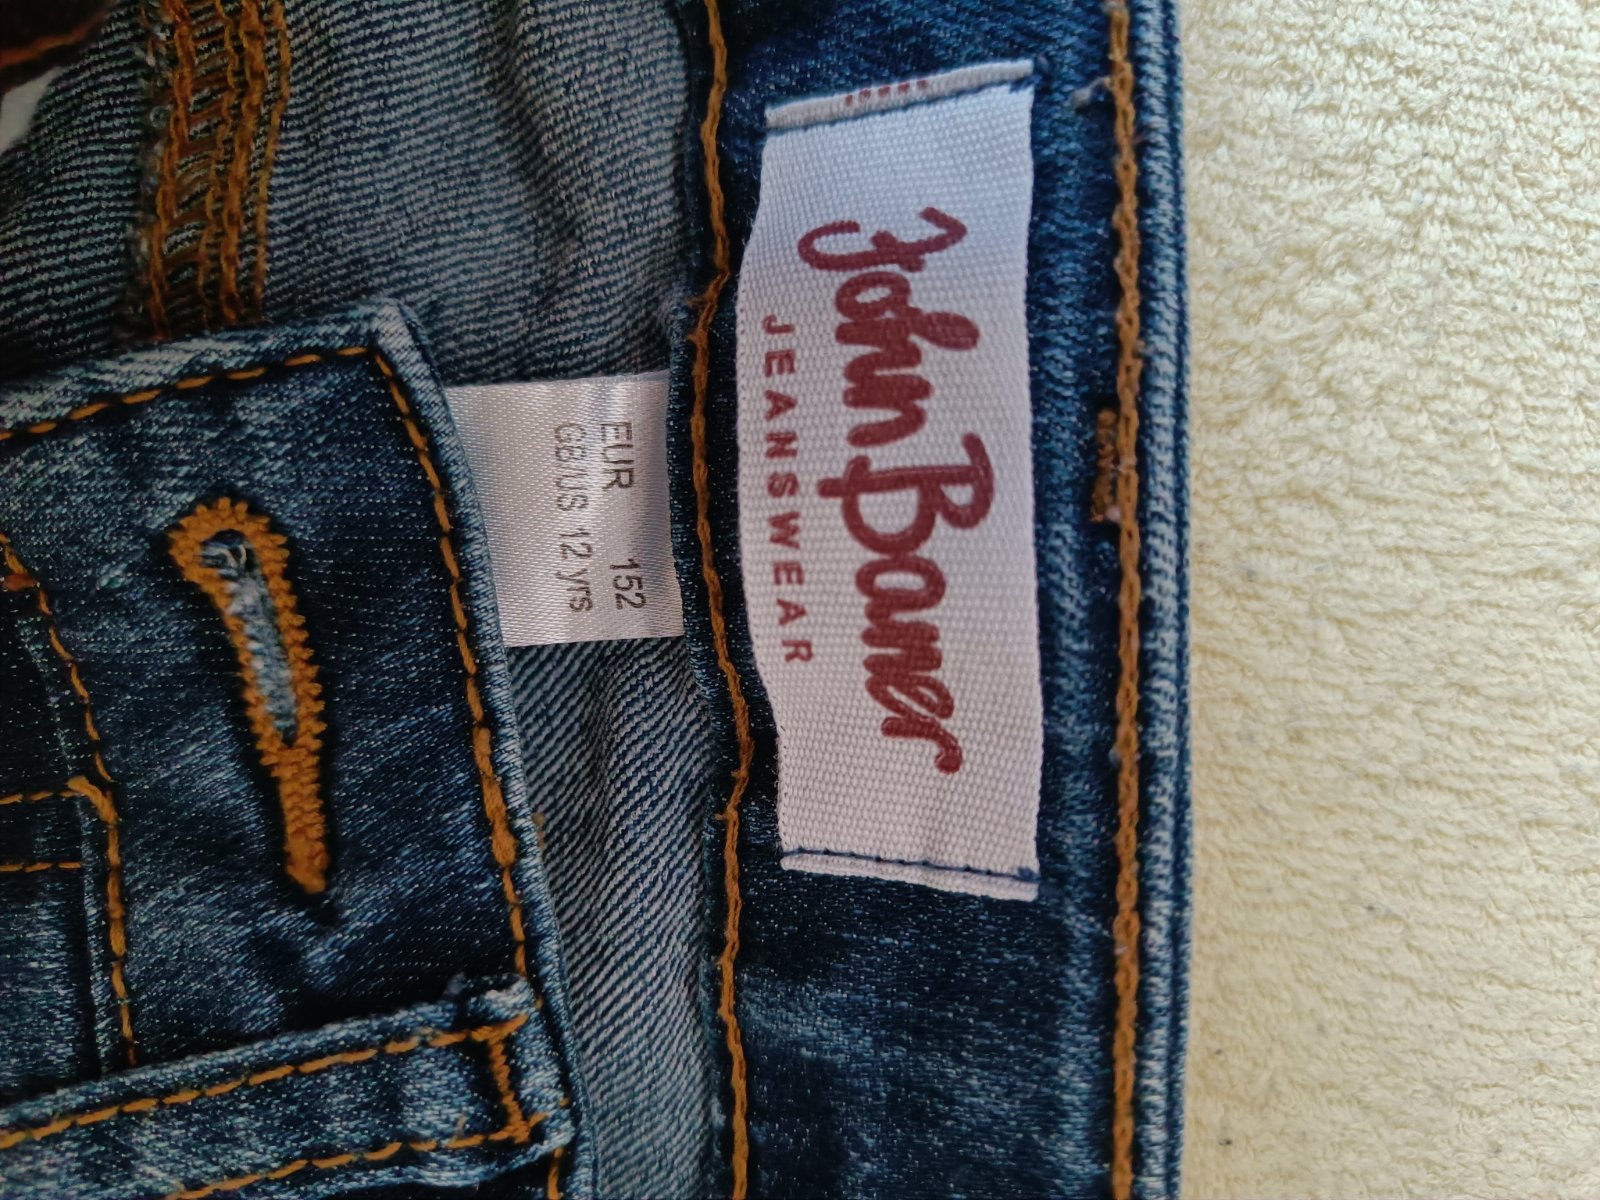 John Baner
JEANSWEAR
EUR 152
GB/US 12 yrs